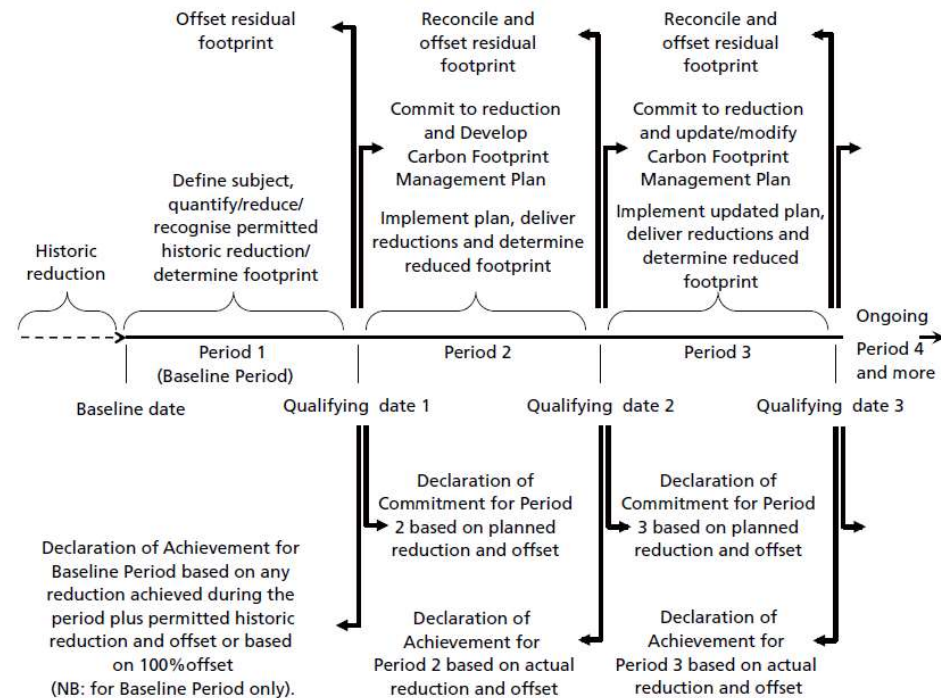 Offset residual
footprint
Reconcile and
offset residual
footprint
Reconcile and
offset residual
footprint
Commit to reduction
and Develop
Carbon Footprint
Management Plan
Commit to reduction
and update/modify
Carbon Footprint
Management Plan
Historic
reduction
Define subject,
quantify/reduce/
recognise permitted
historic reduction/
determine footprint
Implement plan, deliver
reductions and determine
reduced footprint
Implement updated plan,
deliver reductions and
determine reduced
footprint
Period 1
(Baseline Period)
Period 2
Period 3
Ongoing
Period 4
and more
Baseline date
Qualifying date 1
Qualifying date 2
Qualifying date 3
Declaration of
Commitment for Period
2 based on planned
reduction and offset
Declaration of
Commitment for Period
3 based on planned
reduction and offset
Declaration of Achievement for
Baseline Period based on any
reduction achieved during the
period plus permitted historic
reduction and offset or based
on 100%offset
(NB: for Baseline Period only).
Declaration of
Achievement for
Period 2 based on actual
reduction and offset
Declaration of
Achievement for
Period 3 based on actual
reduction and offset